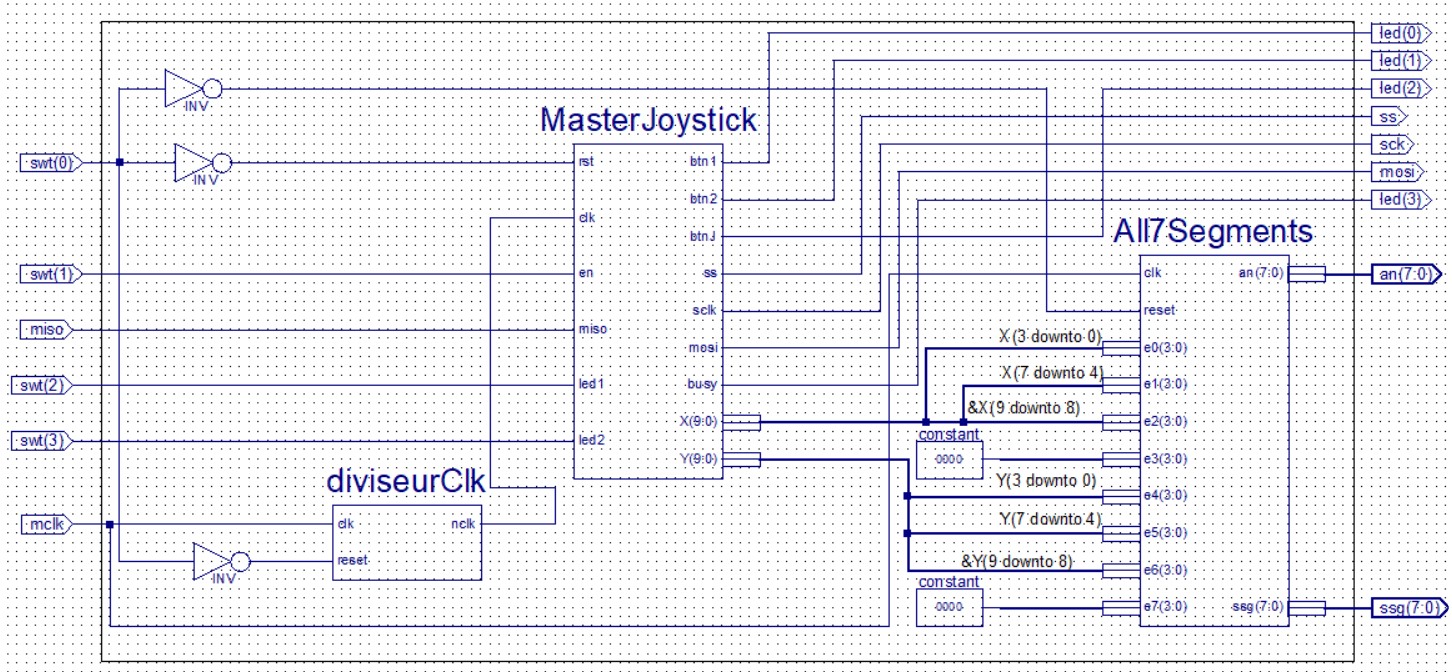 led(0)
led(1)
led(2)
ss
sck
mosi
led(3)
an(7:0)
ssg(7:0)
swt(0)
swt(1)
miso
swt(2)
swt(3)
mclk
INV
INV
INV
MasterJoystick
rst
clk
en
miso
led1
led2
btn1
btn2
btnJ
ss
sclk
mosi
busy
X(9:0)
Y(9:0)
diviseurClk
clk
reset
nclk
All7Segments
clk
reset
e0(3:0)
e1(3:0)
e2(3:0)
e3(3:0)
e4(3:0)
e5(3:0)
e6(3:0)
e7(3:0)
an(7:0)
ssg(7:0)
X(3 downto 0)
X(7 downto 4)
&X(9 downto 8)
constant
0000
Y(3 downto 0)
Y(7 downto 4)
&Y(9 downto 8)
constant
0000